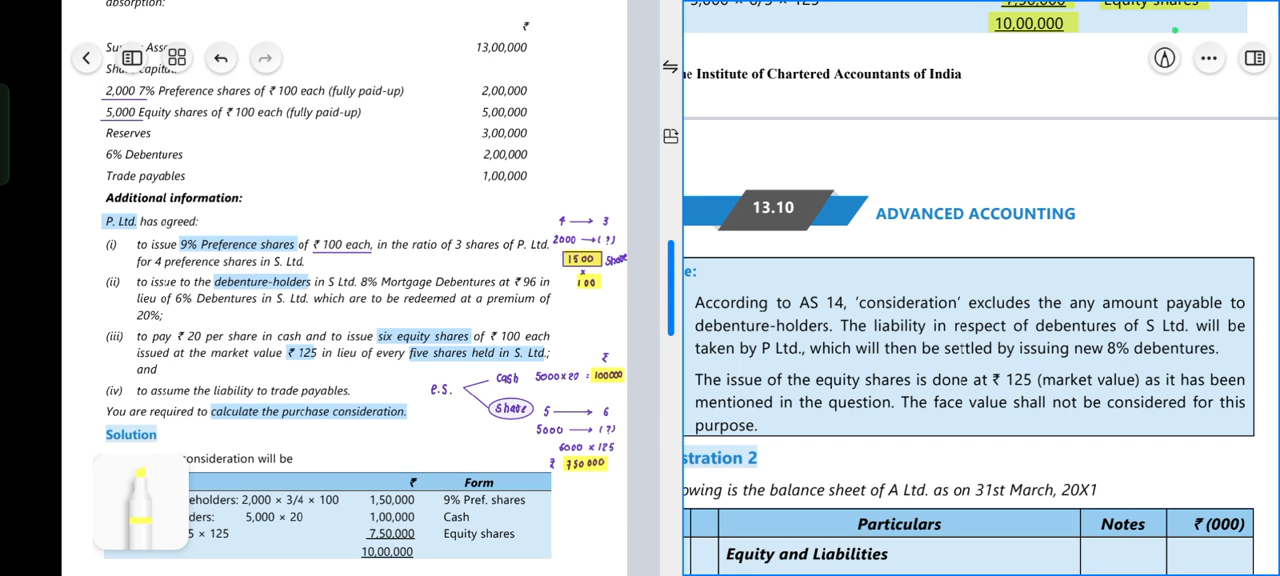 absorption:
₹
13,00,000
2,000 7% Preference shares of ₹ 100 each (fully paid-up) 2,00,000
5,000 Equity shares of ₹ 100 each (fully paid-up) 5,00,000
Reserves 3,00,000
6% Debentures 2,00,000
Trade payables 1,00,000
Additional information:
P. Ltd. has agreed:
(i) to issue 9% Preference shares of ₹ 100 each, in the ratio of 3 shares of P. Ltd.
for 4 preference shares in S. Ltd.
(ii) to issue to the debenture-holders in S Ltd. 8% Mortgage Debentures at ₹ 96 in
lieu of 6% Debentures in S. Ltd. which are to be redeemed at a premium of
20%;
(iii) to pay ₹ 20 per share in cash and to issue six equity shares of ₹ 100 each
issued at the market value ₹ 125 in lieu of every five shares held in S. Ltd.;
and
(iv) to assume the liability to trade payables.
You are required to calculate the purchase consideration.
Solution
onsideration will be
₹ Form
eholders: 2,000 × 3/4 × 100 1,50,000 9% Pref. shares
ders: 5,000 × 20 1,00,000 Cash
5 × 125 7,50,000 Equity shares
10,00,000
4 → 3
2000 → (?)
1500 Share
×
100
₹
e.s. cash 5000×20 = 100000
share 5 → 6
5000 → (?)
6000 × 125
₹ 750000
Equity shares
10,00,000
e Institute of Chartered Accountants of India
13.10 ADVANCED ACCOUNTING
e:
According to AS 14, 'consideration' excludes the any amount payable to
debenture-holders. The liability in respect of debentures of S Ltd. will be
taken by P Ltd., which will then be settled by issuing new 8% debentures.
The issue of the equity shares is done at ₹ 125 (market value) as it has been
mentioned in the question. The face value shall not be considered for this
purpose.
stration 2
owing is the balance sheet of A Ltd. as on 31st March, 20X1
Particulars Notes ₹ (000)
Equity and Liabilities